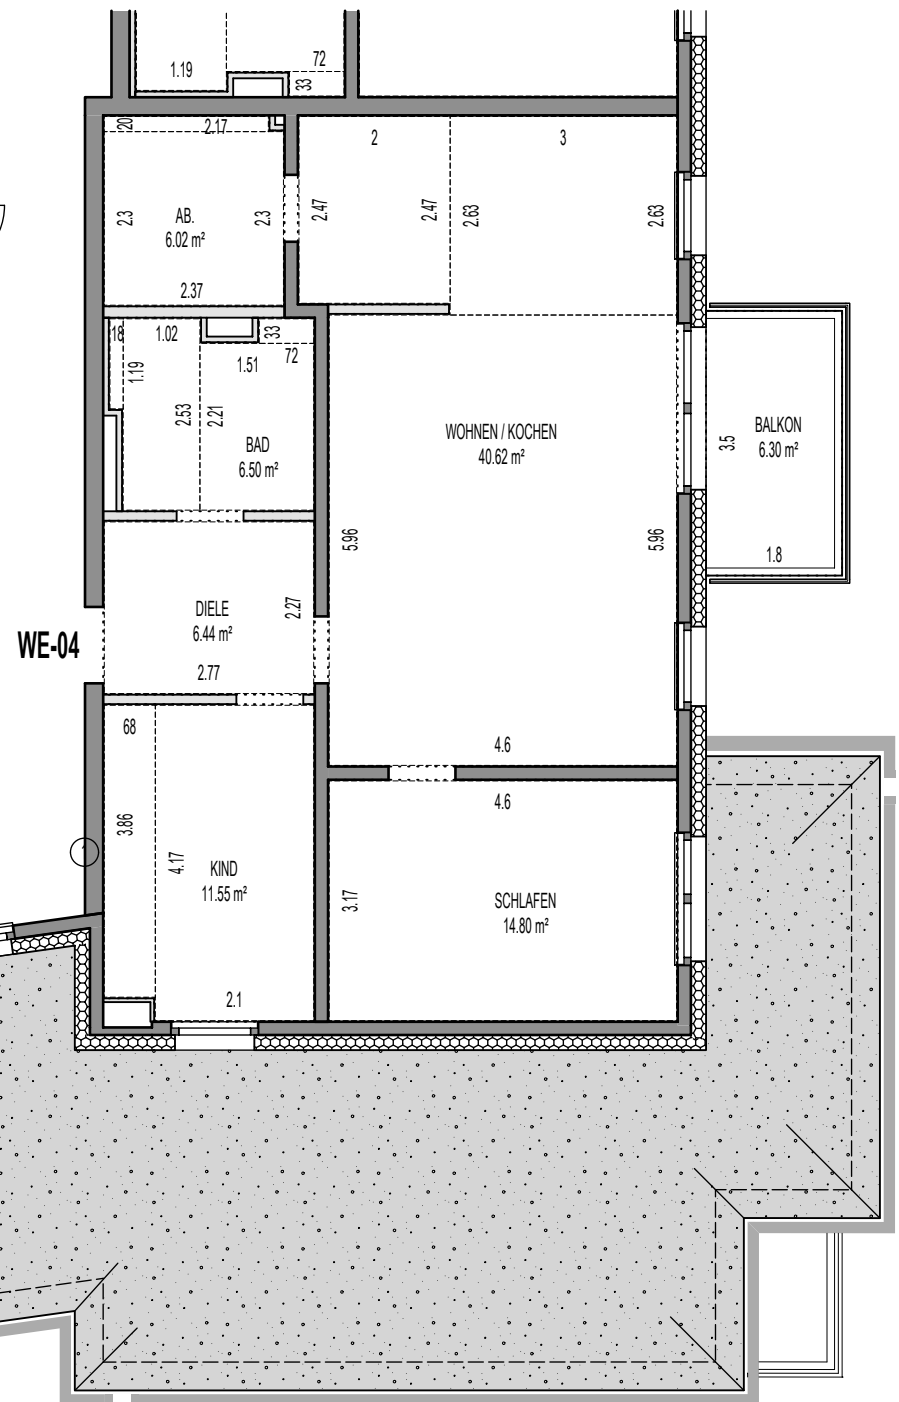 1.19
72
33
20
2.17
2
3
2.3
AB.
6.02 m²
2.3
2.47
2.47
2.63
2.63
2.37
18
1.02
33
72
1.19
1.51
2.53
2.21
BAD
6.50 m²
WOHNEN / KOCHEN
40.62 m²
3.5
BALKON
6.30 m²
1.8
5.96
5.96
DIELE
6.44 m²
2.27
WE-04
2.77
68
4.6
4.6
3.86
4.17
KIND
11.55 m²
3.17
SCHLAFEN
14.80 m²
2.1